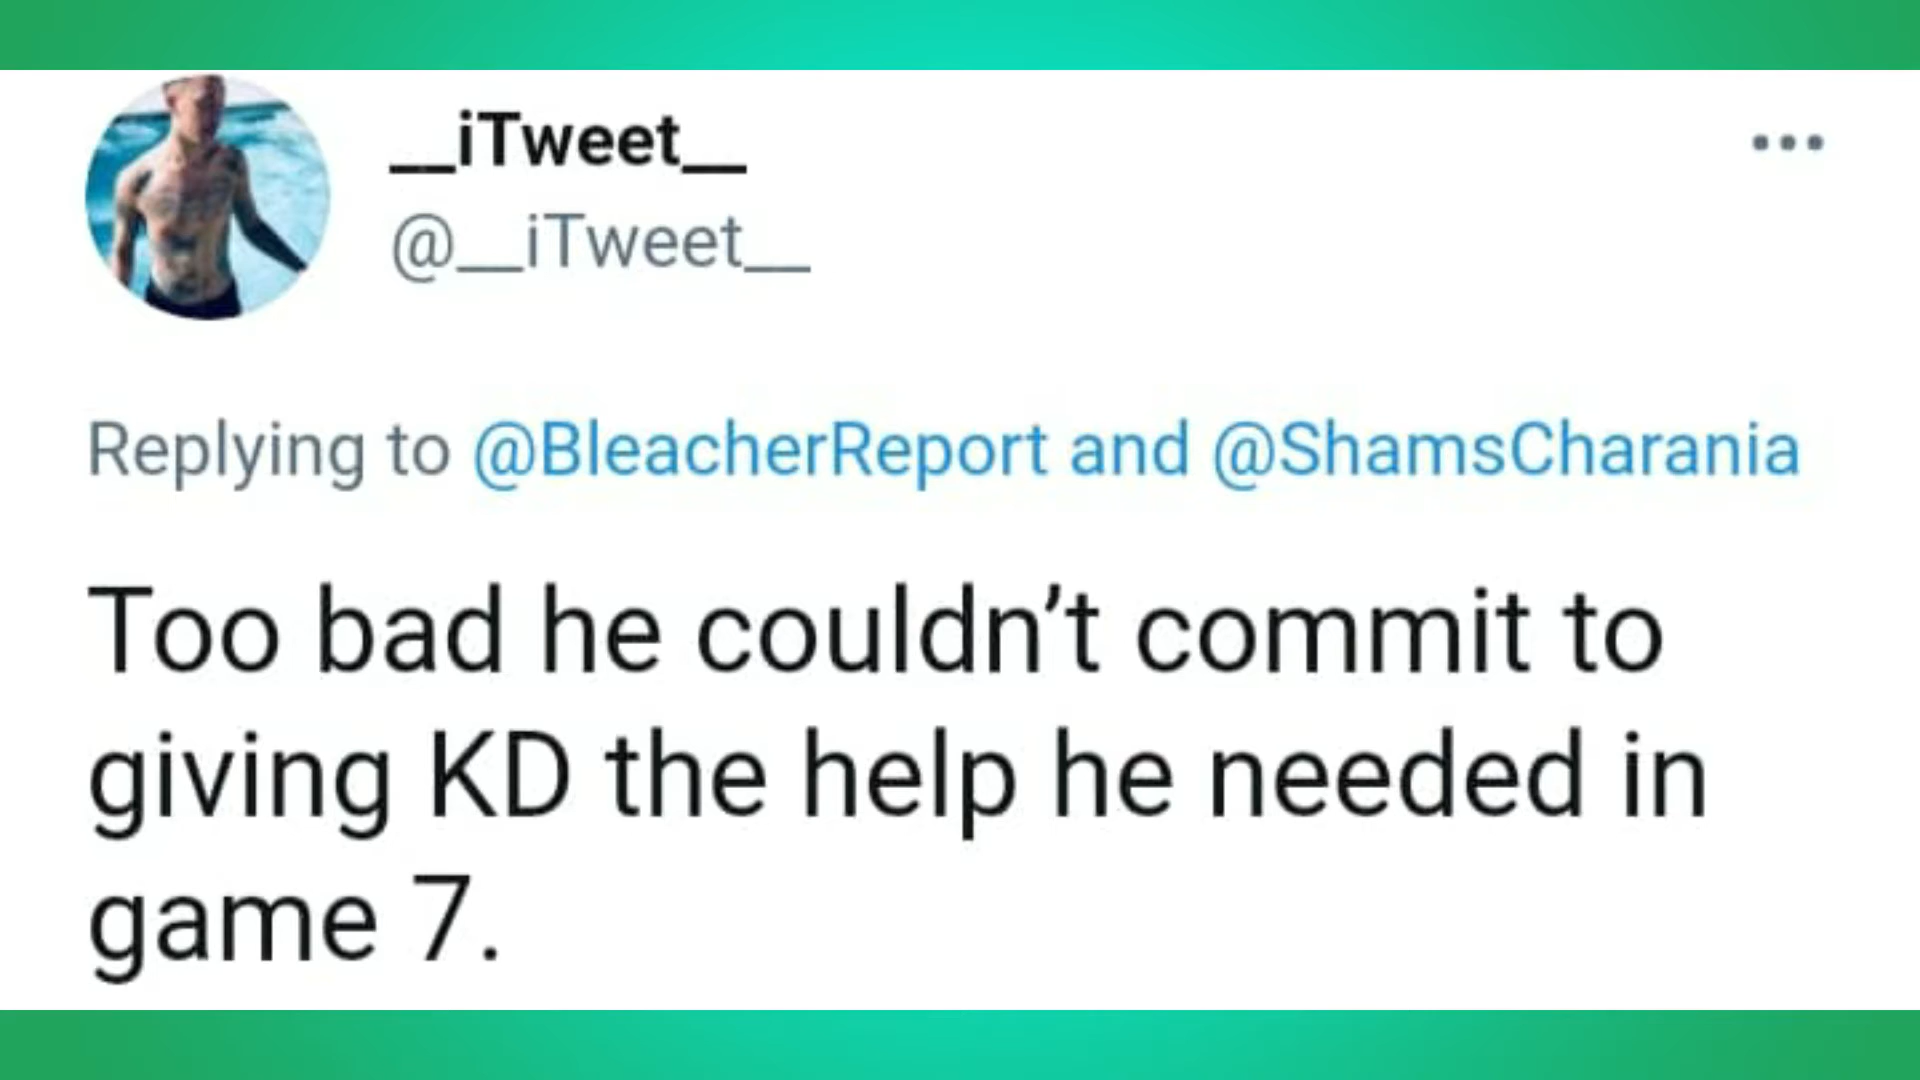 __iTweet__
@__iTweet__
Replying to @BleacherReport and @ShamsCharania
Too bad he couldn’t commit to
giving KD the help he needed in
game 7.